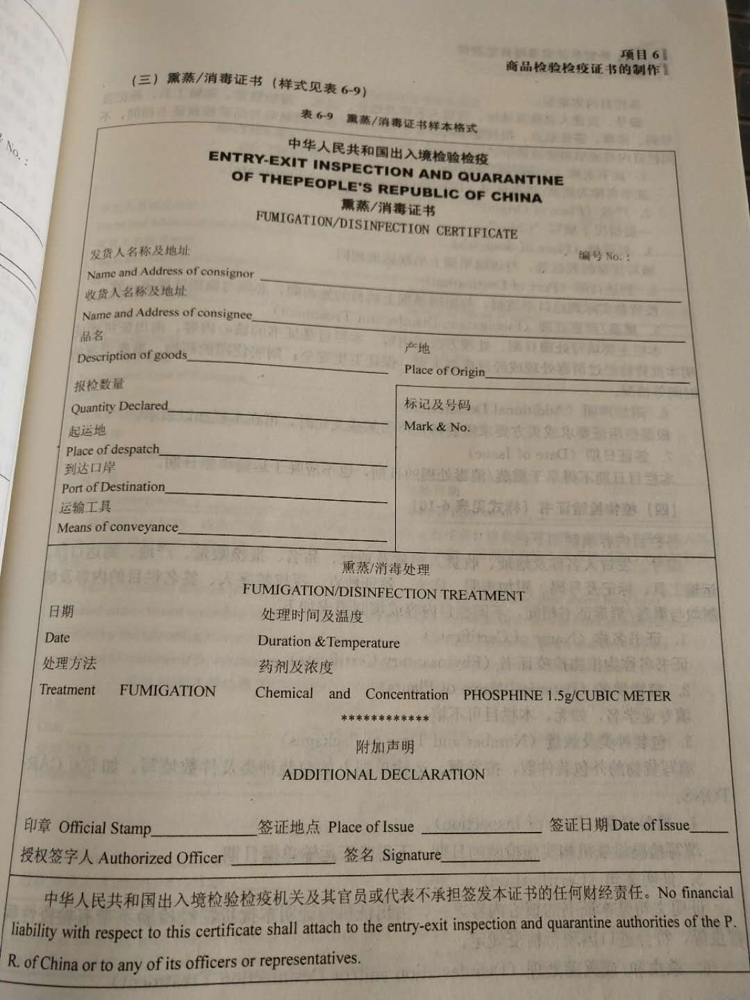 No.:
项目 6
商品检验检疫证书的制作
（三）熏蒸/消毒证书（样式见表 6-9）
表 6-9 熏蒸/消毒证书样本格式
中华人民共和国出入境检验检疫
ENTRY-EXIT INSPECTION AND QUARANTINE
OF THEPEOPLE'S REPUBLIC OF CHINA
熏蒸/消毒证书
FUMIGATION/DISINFECTION CERTIFICATE
发货人名称及地址 编号 No.：
Name and Address of consignor
收货人名称及地址
Name and Address of consignee
品名 产地
Description of goods Place of Origin
报检数量 标记及号码
Quantity Declared Mark & No.
起运地
Place of despatch
到达口岸
Port of Destination
运输工具
Means of conveyance
熏蒸/消毒处理
FUMIGATION/DISINFECTION TREATMENT
日期 处理时间及温度
Date Duration &Temperature
处理方法 药剂及浓度
Treatment FUMIGATION Chemical and Concentration PHOSPHINE 1.5g/CUBIC METER
************
附加声明
ADDITIONAL DECLARATION
印章 Official Stamp 签证地点 Place of Issue 签证日期 Date of Issue
授权签字人 Authorized Officer 签名 Signature
中华人民共和国出入境检验检疫机关及其官员或代表不承担签发本证书的任何财经责任。No financial
liability with respect to this certificate shall attach to the entry-exit inspection and quarantine authorities of the P.
R. of China or to any of its officers or representatives.